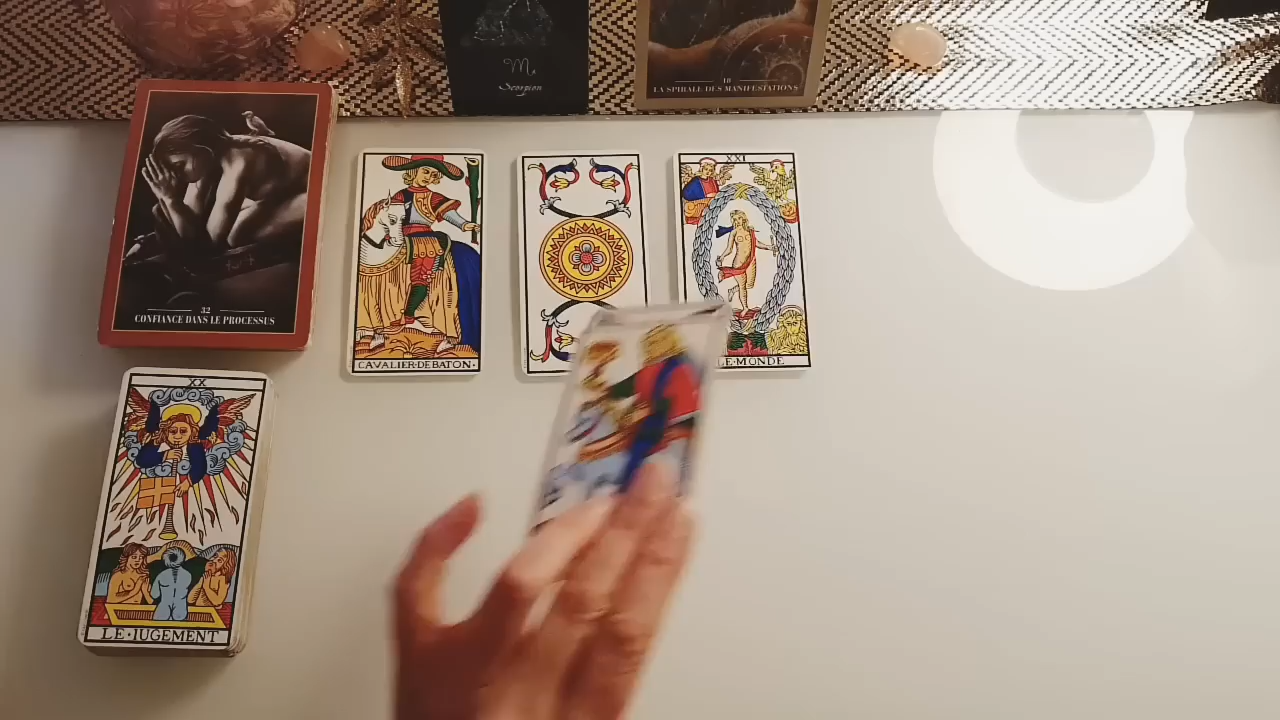 ♏
Scorpion
18
LA SPIRALE DES MANIFESTATIONS
32
CONFIANCE DANS LE PROCESSUS
CAVALIER·DE·BATON·
XXI
LE·MONDE
XX
LE·JUGEMENT